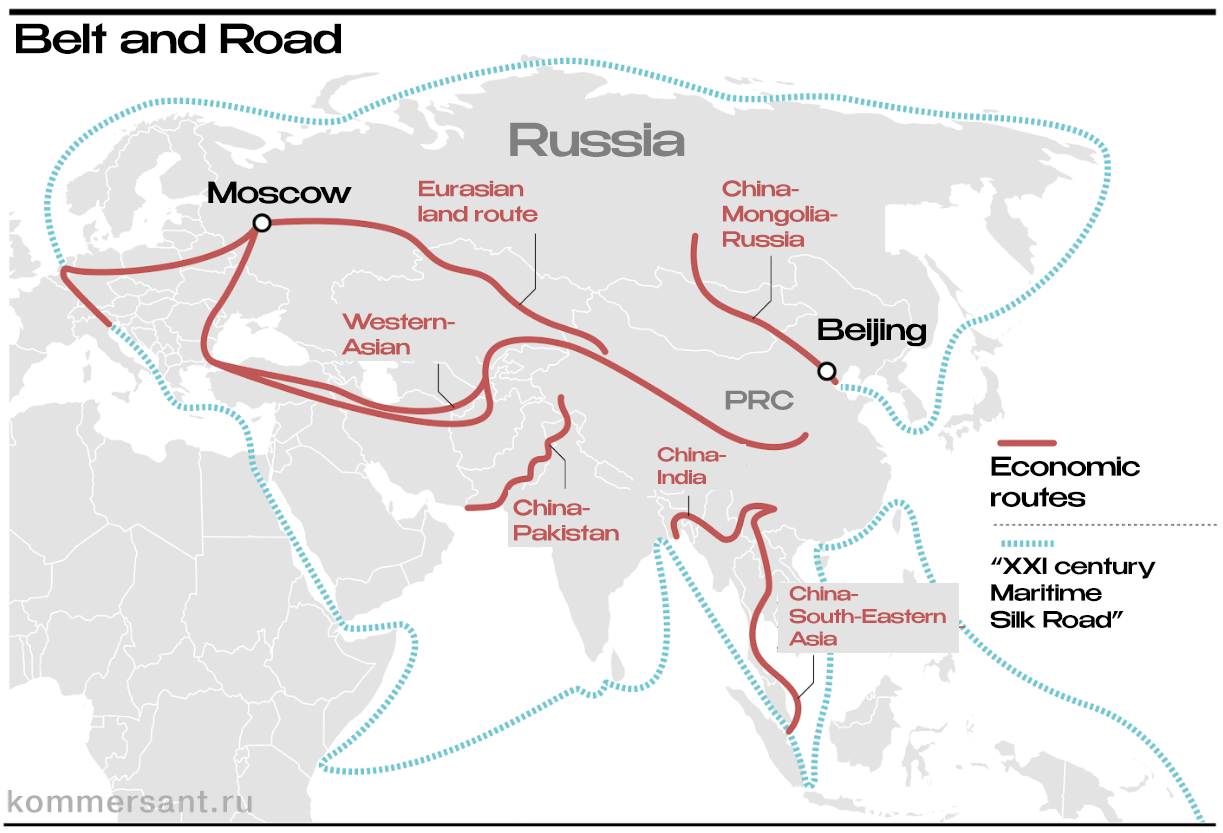 Belt and Road
Russia
Moscow
Eurasian
land route
China-
Mongolia-
Russia
Western-
Asian
Beijing
PRC
China-
India
China-
Pakistan
China-
South-Eastern
Asia
Economic
routes
“XXI century
Maritime
Silk Road”
kommersant.ru